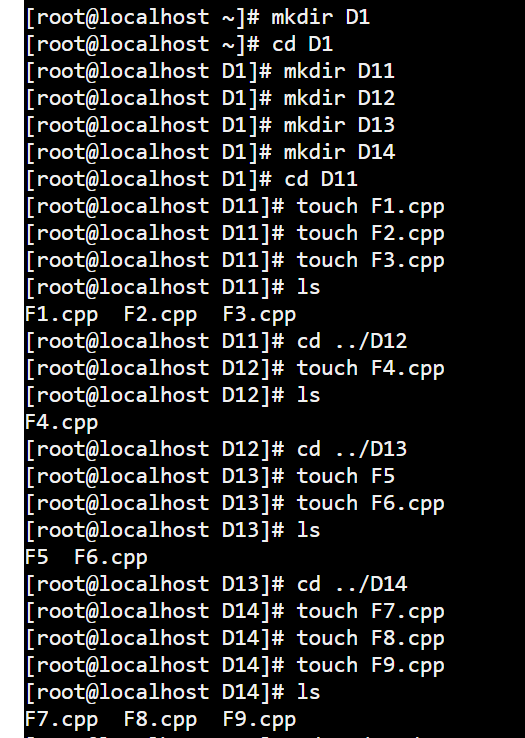 [root@localhost ~]# mkdir D1
[root@localhost ~]# cd D1
[root@localhost D1]# mkdir D11
[root@localhost D1]# mkdir D12
[root@localhost D1]# mkdir D13
[root@localhost D1]# mkdir D14
[root@localhost D1]# cd D11
[root@localhost D11]# touch F1.cpp
[root@localhost D11]# touch F2.cpp
[root@localhost D11]# touch F3.cpp
[root@localhost D11]# ls
F1.cpp  F2.cpp  F3.cpp
[root@localhost D11]# cd ../D12
[root@localhost D12]# touch F4.cpp
[root@localhost D12]# ls
F4.cpp
[root@localhost D12]# cd ../D13
[root@localhost D13]# touch F5
[root@localhost D13]# touch F6.cpp
[root@localhost D13]# ls
F5  F6.cpp
[root@localhost D13]# cd ../D14
[root@localhost D14]# touch F7.cpp
[root@localhost D14]# touch F8.cpp
[root@localhost D14]# touch F9.cpp
[root@localhost D14]# ls
F7.cpp  F8.cpp  F9.cpp